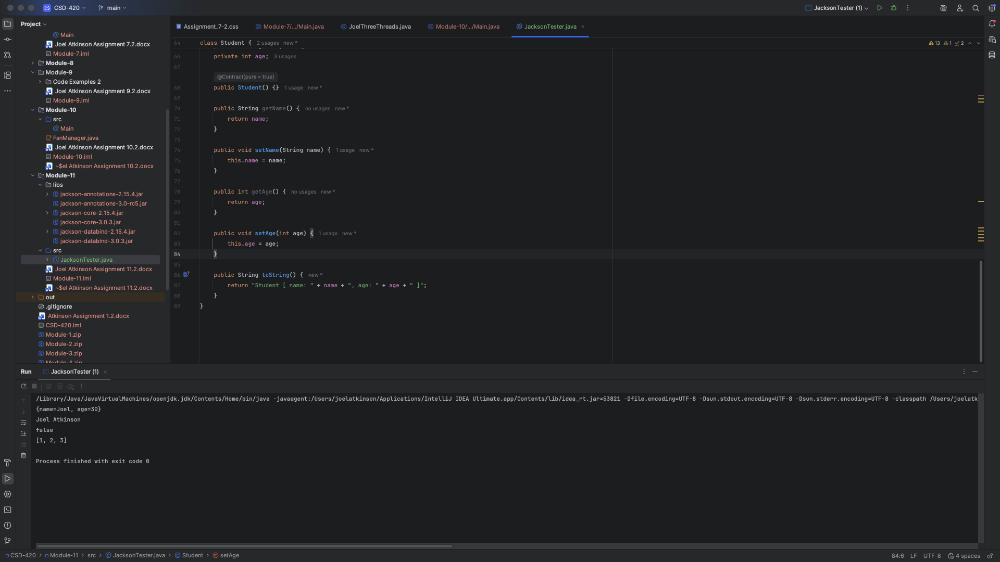 CS CSD-420 main JacksonTester (1)
Project
Assignment_7-2.css Module-7/.../Main.java JoelThreeThreads.java Module-10/.../Main.java JacksonTester.java
Main
Joel Atkinson Assignment 7.2.docx
Module-7.iml
Module-8
Module-9
Code Examples 2
Joel Atkinson Assignment 9.2.docx
Module-9.iml
Module-10
src
Main
FanManager.java
Joel Atkinson Assignment 10.2.docx
Module-10.iml
~$el Atkinson Assignment 10.2.docx
Module-11
libs
jackson-annotations-2.15.4.jar
jackson-annotations-3.0-rc5.jar
jackson-core-2.15.4.jar
jackson-core-3.0.3.jar
jackson-databind-2.15.4.jar
jackson-databind-3.0.3.jar
src
JacksonTester.java
Joel Atkinson Assignment 11.2.docx
Module-11.iml
~$el Atkinson Assignment 11.2.docx
out
.gitignore
Atkinson Assignment 1.2.docx
CSD-420.iml
Module-1.zip
Module-2.zip
Module-3.zip
Module-4.zip
64 class Student { 2 usages new *
13 1 2
66 private int age; 3 usages
67
@Contract(pure = true)
68 public Student() {} 1 usage new *
69
70 public String getName() { no usages new *
71 return name;
72 }
73
74 public void setName(String name) { 1 usage new *
75 this.name = name;
76 }
77
78 public int getAge() { no usages new *
79 return age;
80 }
81
82 public void setAge(int age) { 1 usage new *
83 this.age = age;
84 }
85
86 public String toString() { new *
87 return "Student [ name: " + name + ", age: " + age + " ]";
88 }
89 }
Run JacksonTester (1)
/Library/Java/JavaVirtualMachines/openjdk.jdk/Contents/Home/bin/java -javaagent:/Users/joelatkinson/Applications/IntelliJ IDEA Ultimate.app/Contents/lib/idea_rt.jar=53821 -Dfile.encoding=UTF-8 -Dsun.stdout.encoding=UTF-8 -Dsun.stderr.encoding=UTF-8 -classpath /Users/joelatk
{name=Joel, age=30}
Joel Atkinson
false
[1, 2, 3]
Process finished with exit code 0
CSD-420 > Module-11 > src > JacksonTester.java > Student > setAge
84:6 LF UTF-8 4 spaces